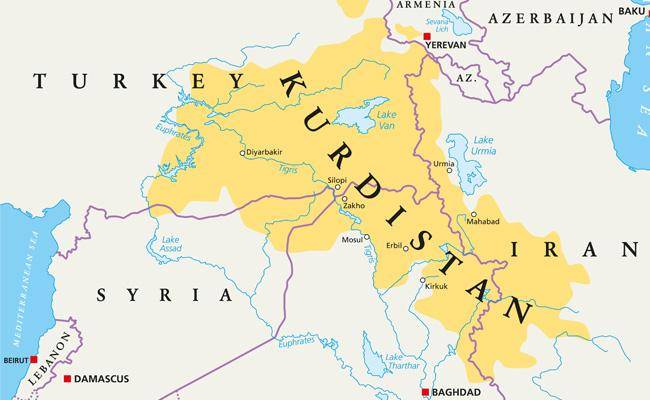 ARMENIA
Sevana
Lich
YEREVAN
AZERBAIJAN
BAKU
AZ.
TURKEY
KURDISTAN
Lake
Van
Lake
Urmia
Euphrates
Diyarbakir
Tigris
Urmia
Silopi
Zakho
Mahabad
Mosul
Erbil
Tigris
IRAN
Lake
Assad
Kirkuk
SYRIA
MEDITERRANEAN SEA
Euphrates
Lake
Tharthar
BEIRUT
LEBANON
DAMASCUS
BAGHDAD